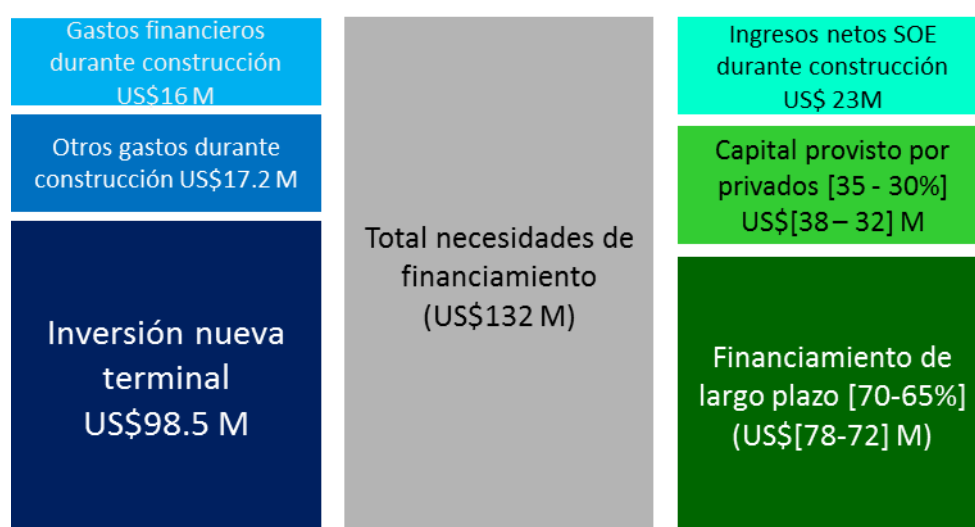 Gastos financieros
durante construcción
US$16 M
Otros gastos durante
construcción US$17.2 M
Inversión nueva
terminal
US$98.5 M
Total necesidades de
financiamiento
(US$132 M)
Ingresos netos SOE
durante construcción
US$ 23M
Capital provisto por
privados [35 - 30%]
US$[38 – 32] M
Financiamiento de
largo plazo [70-65%]
(US$[78-72] M)